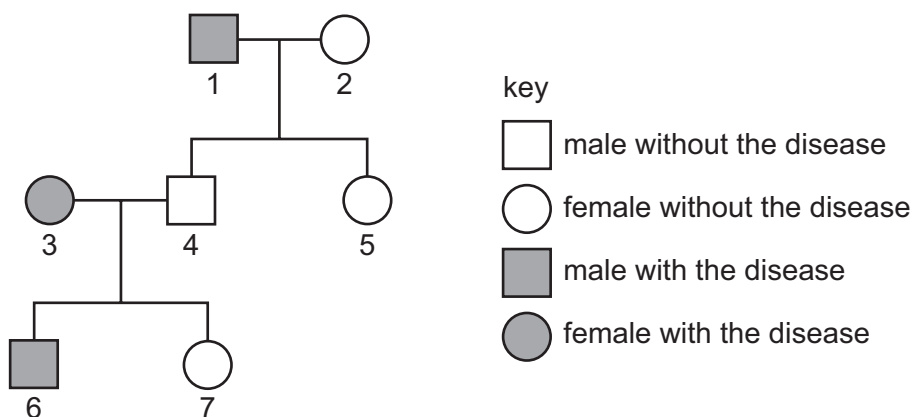 1
2
key
male without the disease
female without the disease
3
4
5
male with the disease
female with the disease
6
7